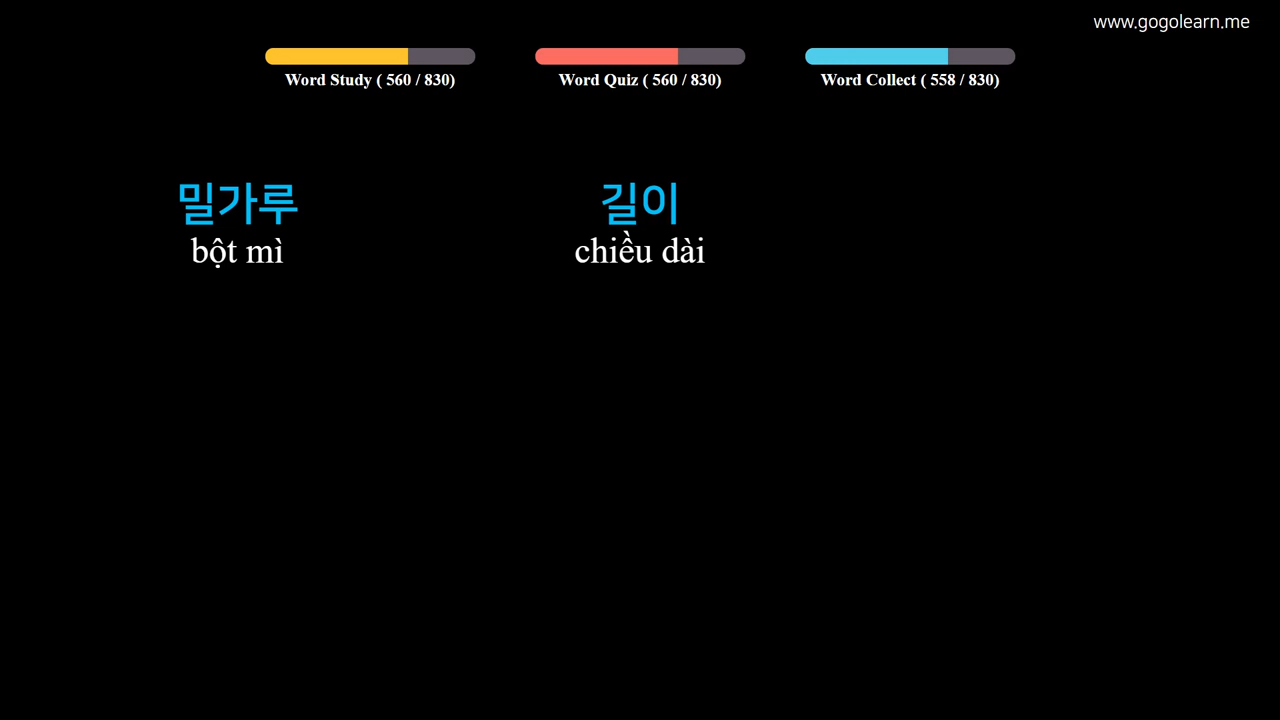 www.gogolearn.me
Word Study ( 560 / 830)
Word Quiz ( 560 / 830)
Word Collect ( 558 / 830)
밀가루
bột mì
길이
chiều dài